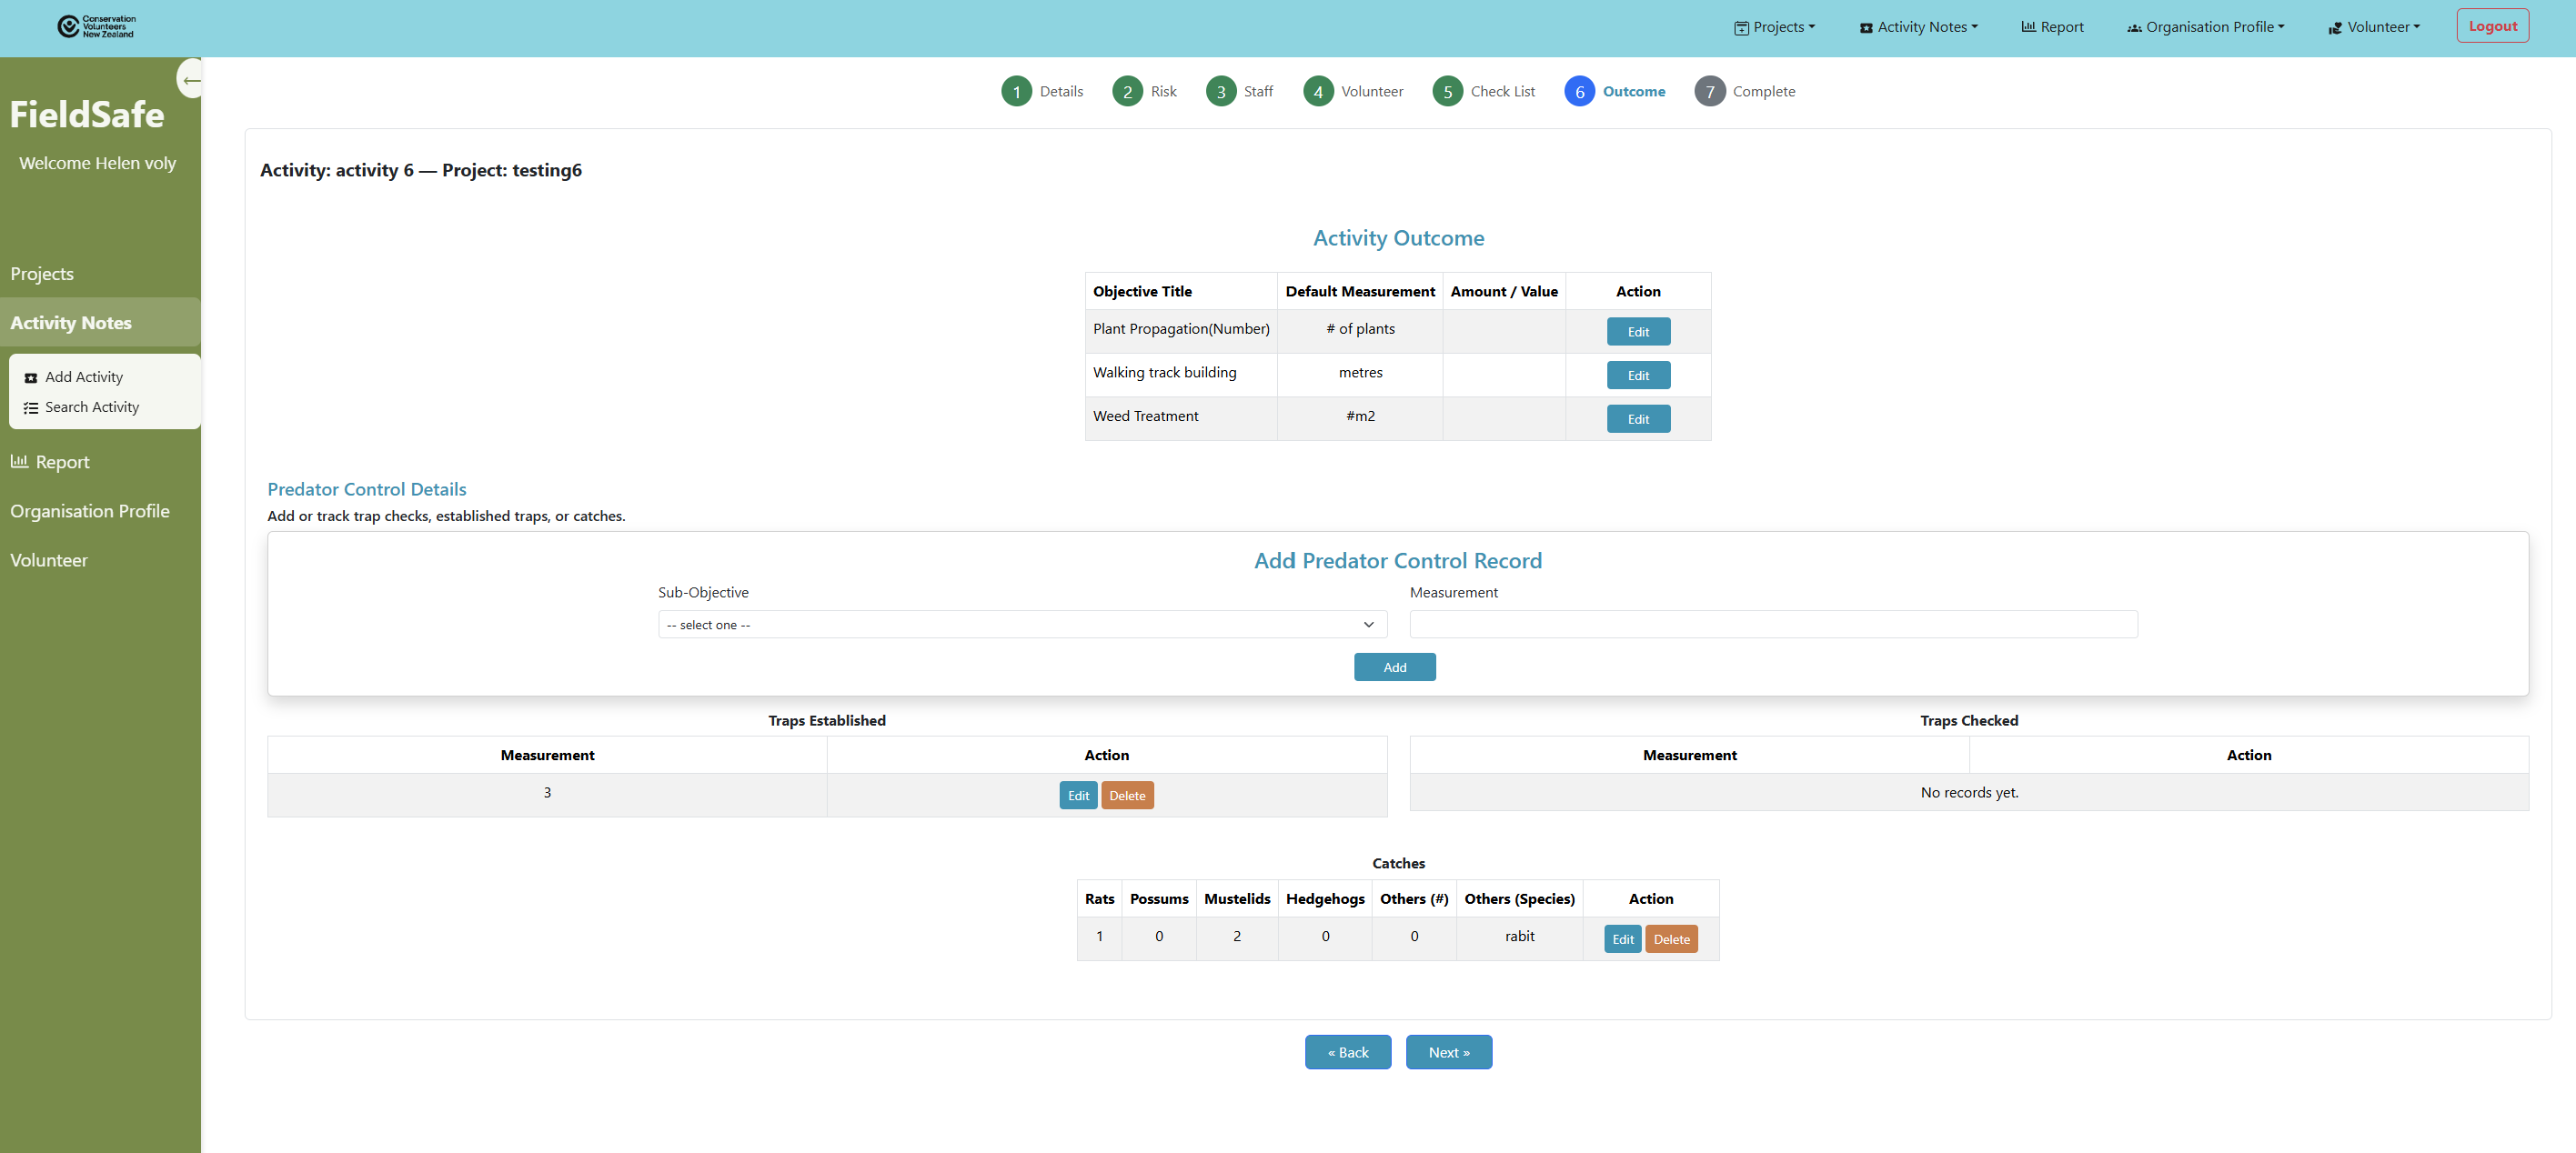 Conservation
Volunteers
New Zealand
Projects
Activity Notes
Report
Organisation Profile
Volunteer
Logout
FieldSafe
Welcome Helen voly
Projects
Activity Notes
Add Activity
Search Activity
Report
Organisation Profile
Volunteer
1 Details 2 Risk 3 Staff 4 Volunteer 5 Check List 6 Outcome 7 Complete
Activity: activity 6 — Project: testing6
Activity Outcome
Objective Title Default Measurement Amount / Value Action
Plant Propagation(Number) # of plants Edit
Walking track building metres Edit
Weed Treatment #m2 Edit
Predator Control Details
Add or track trap checks, established traps, or catches.
Add Predator Control Record
Sub-Objective Measurement
-- select one --
Add
Traps Established
Measurement Action
3 Edit Delete
Traps Checked
Measurement Action
No records yet.
Catches
Rats Possums Mustelids Hedgehogs Others (#) Others (Species) Action
1 0 2 0 0 rabit Edit Delete
« Back Next »